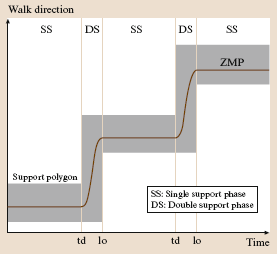 Walk direction
SS DS SS DS SS
ZMP
Support polygon
SS: Single support phase
DS: Double support phase
td lo td lo Time